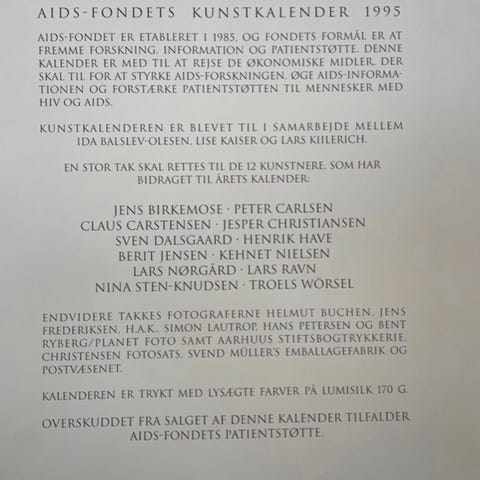 AIDS-FONDETS KUNSTKALENDER 1995
AIDS-FONDET ER ETABLERET I 1985, OG FONDETS FORMÅL ER AT
FREMME FORSKNING, INFORMATION OG PATIENTSTØTTE. DENNE
KALENDER ER MED TIL AT REJSE DE ØKONOMISKE MIDLER, DER
SKAL TIL FOR AT STYRKE AIDS-FORSKNINGEN, ØGE AIDS-INFORMA-
TIONEN OG FORSTÆRKE PATIENTSTØTTEN TIL MENNESKER MED
HIV OG AIDS.
KUNSTKALENDEREN ER BLEVET TIL I SAMARBEJDE MELLEM
IDA BALSLEV-OLESEN, LISE KAISER OG LARS KIILERICH.
EN STOR TAK SKAL RETTES TIL DE 12 KUNSTNERE, SOM HAR
BIDRAGET TIL ÅRETS KALENDER:
JENS BIRKEMOSE · PETER CARLSEN
CLAUS CARSTENSEN · JESPER CHRISTIANSEN
SVEN DALSGAARD · HENRIK HAVE
BERIT JENSEN · KEHNET NIELSEN
LARS NØRGÅRD · LARS RAVN
NINA STEN-KNUDSEN · TROELS WÖRSEL
ENDVIDERE TAKKES FOTOGRAFERNE HELMUT BUCHEN, JENS
FREDERIKSEN, H.A.K., SIMON LAUTROP, HANS PETERSEN OG BENT
RYBERG/PLANET FOTO SAMT AARHUUS STIFTSBOGTRYKKERIE,
CHRISTENSEN FOTOSATS, SVEND MÜLLER'S EMBALLAGEFABRIK OG
POSTVÆSENET.
KALENDEREN ER TRYKT MED LYSÆGTE FARVER PÅ LUMISILK 170 G.
OVERSKUDDET FRA SALGET AF DENNE KALENDER TILFALDER
AIDS-FONDETS PATIENTSTØTTE.